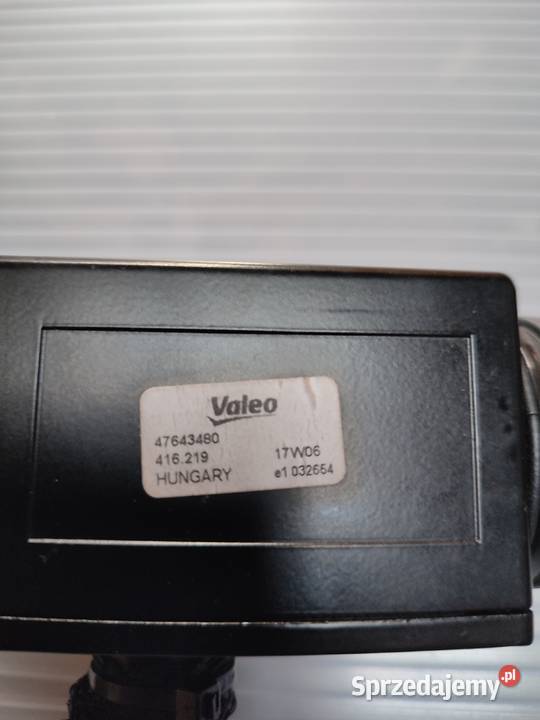 Valeo
47643480
416.219 17W06
HUNGARY e1 032654
Sprzedajemy.pl